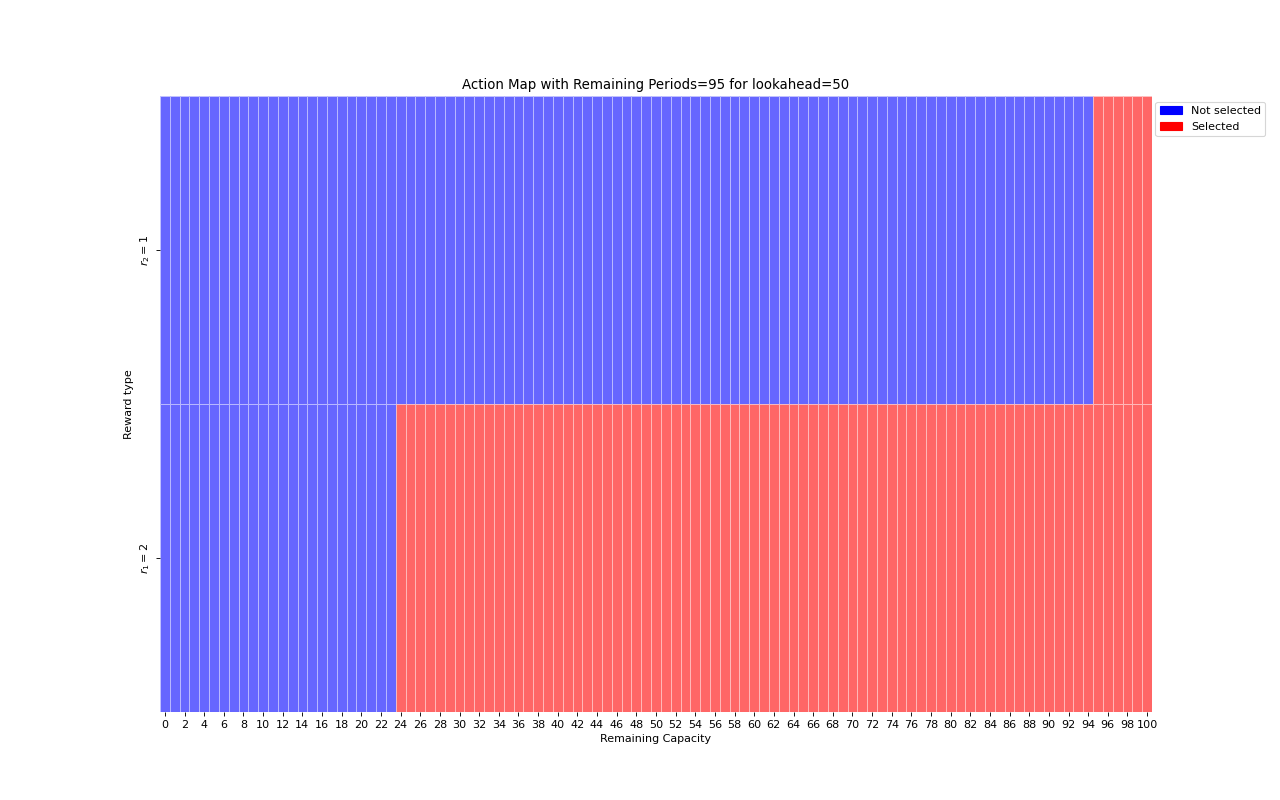 Action Map with Remaining Periods=95 for lookahead=50
Not selected
Selected
r₂ = 1
Reward type
r₁ = 2
0 2 4 6 8 10 12 14 16 18 20 22 24 26 28 30 32 34 36 38 40 42 44 46 48 50 52 54 56 58 60 62 64 66 68 70 72 74 76 78 80 82 84 86 88 90 92 94 96 98 100
Remaining Capacity